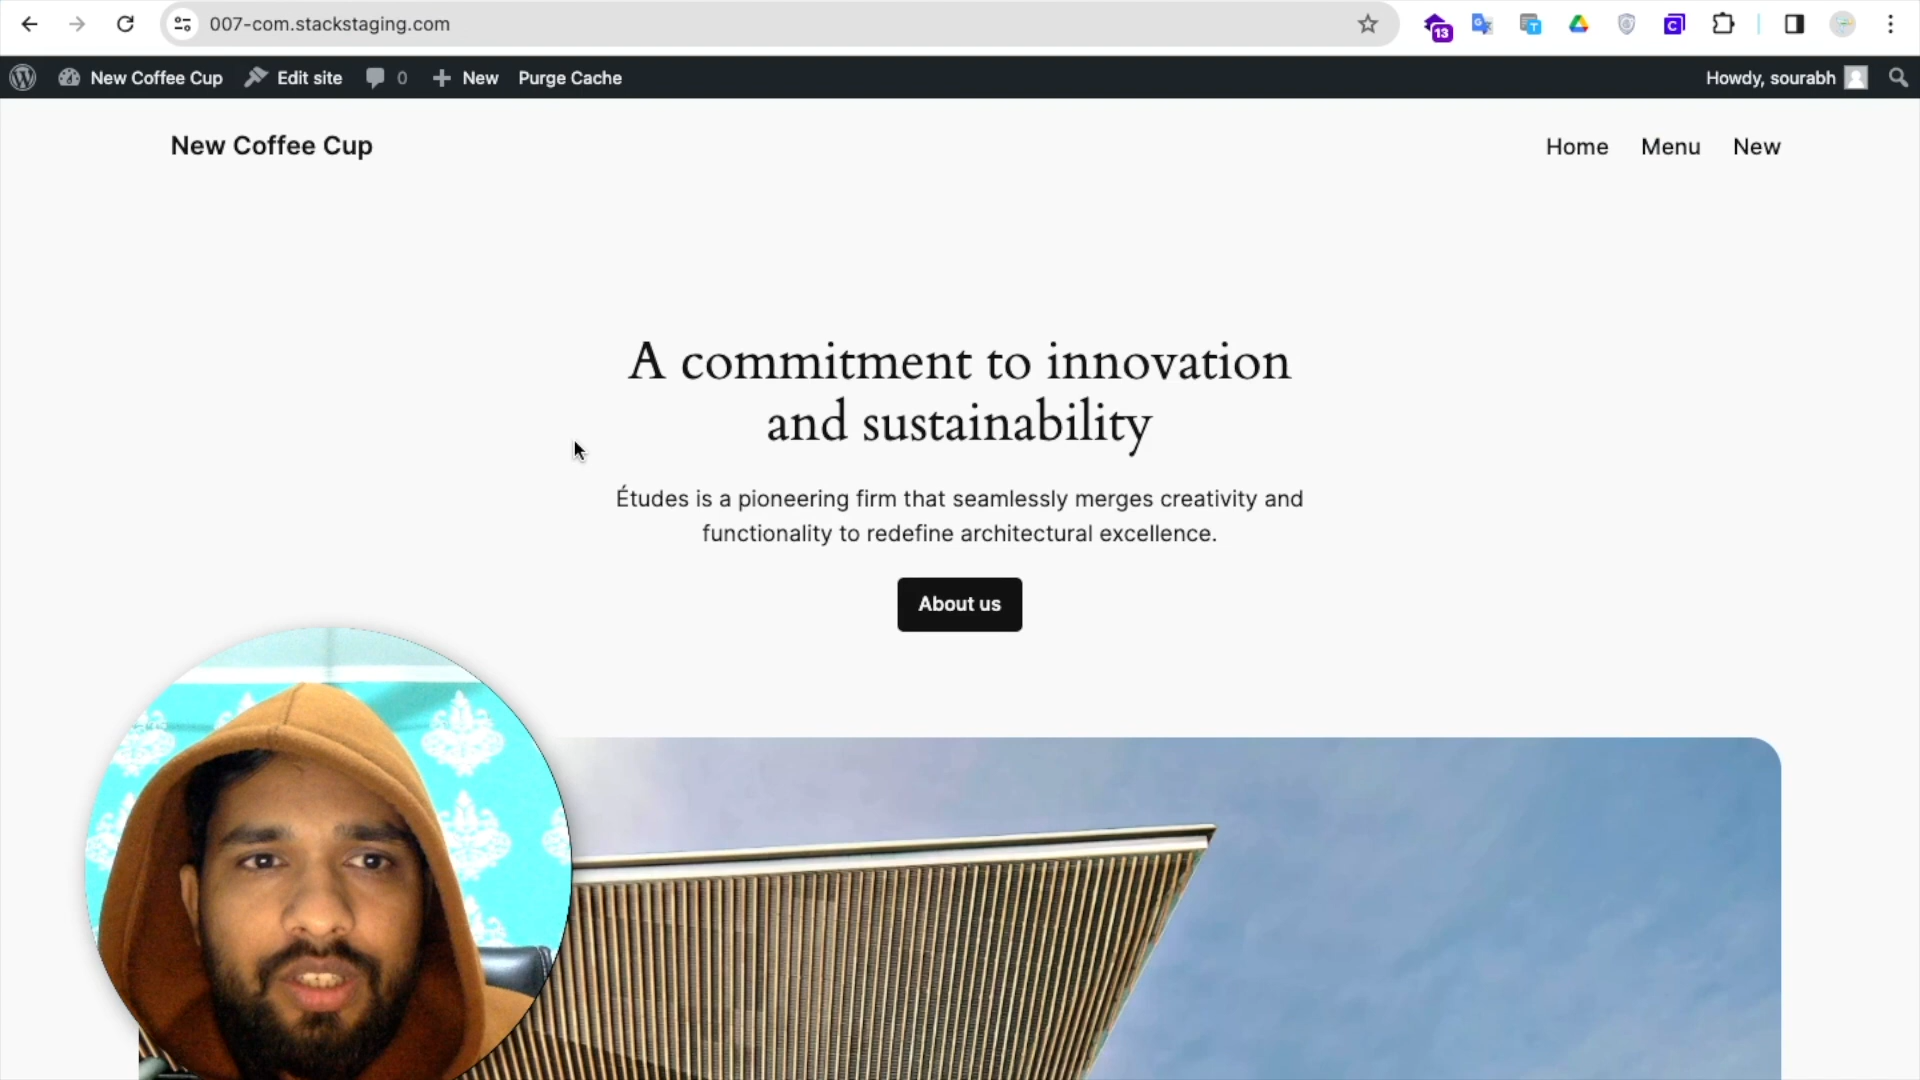 007-com.stackstaging.com
13
New Coffee Cup
Edit site
0
New
Purge Cache
Howdy, sourabh
New Coffee Cup
Home
Menu
New
A commitment to innovation
and sustainability
Études is a pioneering firm that seamlessly merges creativity and
functionality to redefine architectural excellence.
About us